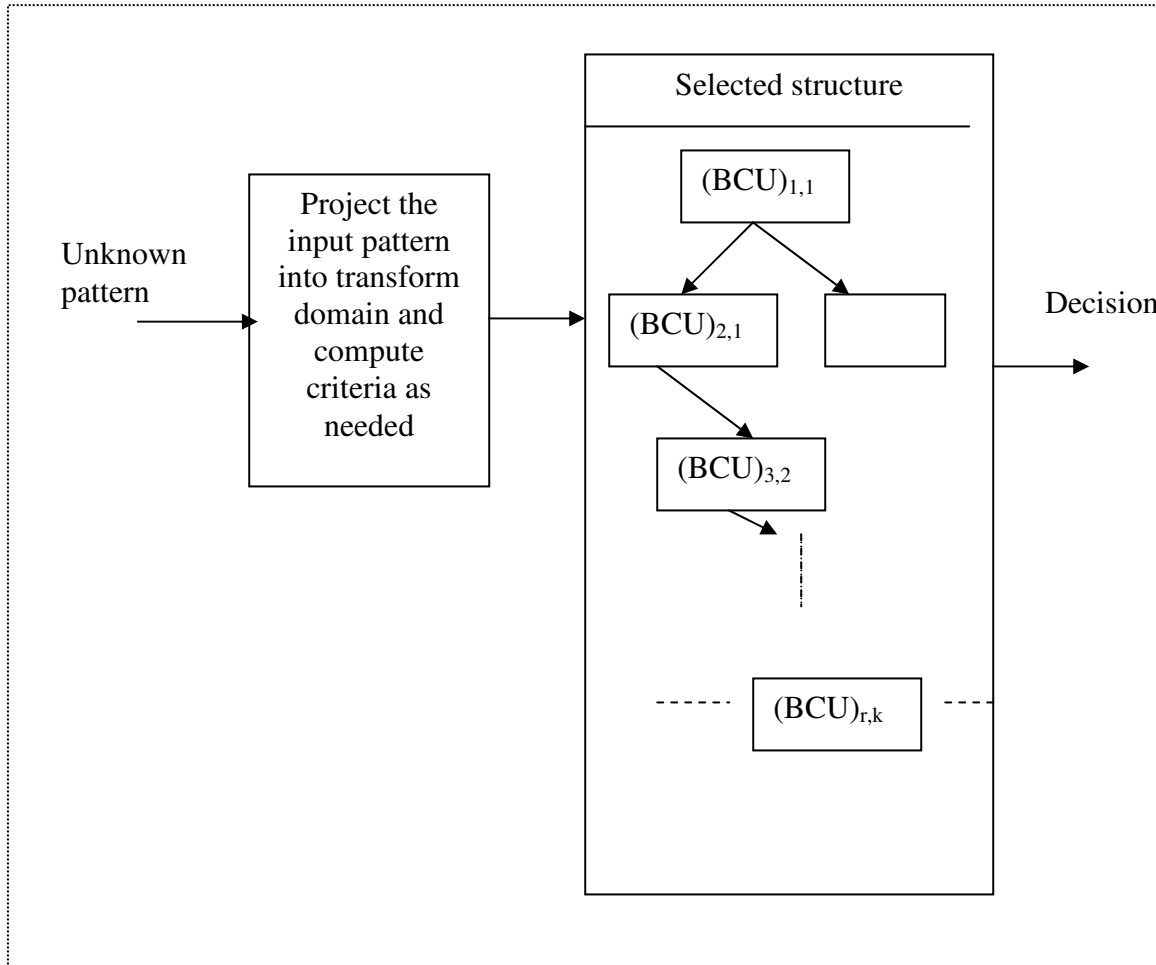 Selected structure
(BCU)1,1
Project the
input pattern
into transform
domain and
compute
criteria as
needed
Unknown
pattern
(BCU)2,1
Decision
(BCU)3,2
(BCU)r,k